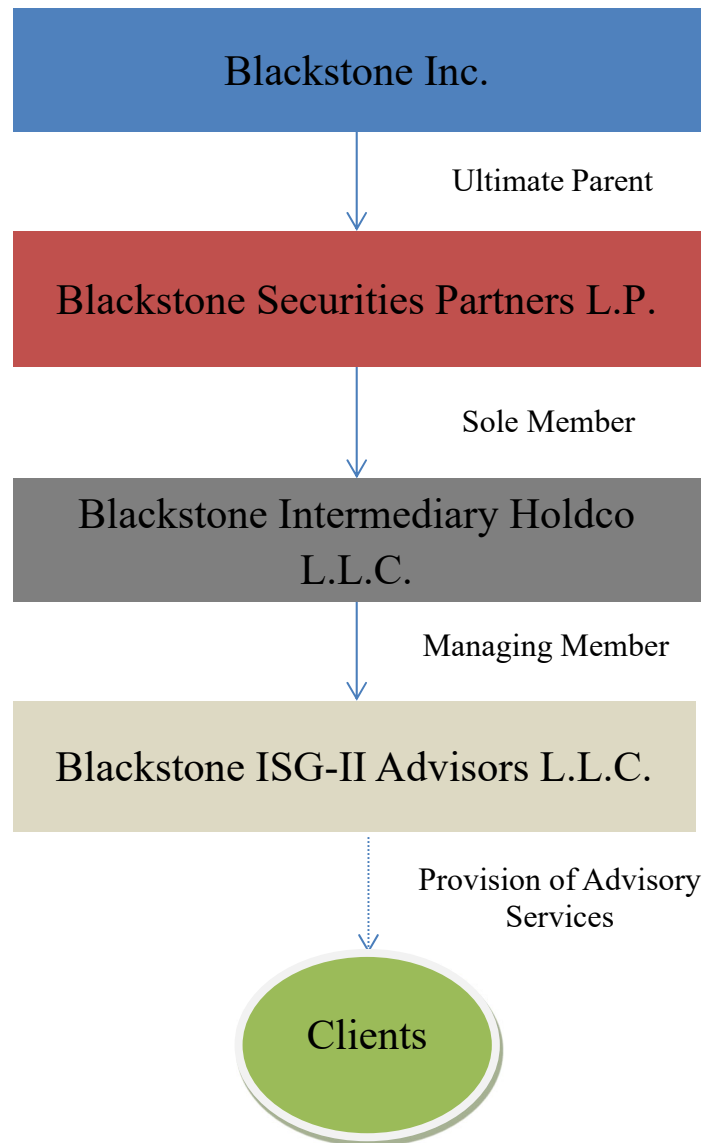 Blackstone Inc.
Ultimate Parent
Blackstone Securities Partners L.P.
Sole Member
Blackstone Intermediary Holdco
L.L.C.
Managing Member
Blackstone ISG-II Advisors L.L.C.
Provision of Advisory
Services
Clients